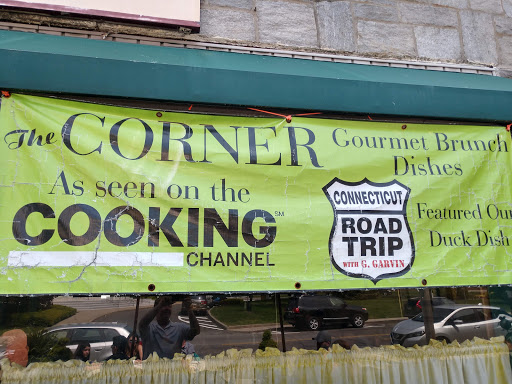 The CORNER
Gourmet Brunch
Dishes
As seen on the
COOKING SM
CHANNEL
CONNECTICUT
ROAD
TRIP
WITH G. GARVIN
Featured Our
Duck Dish